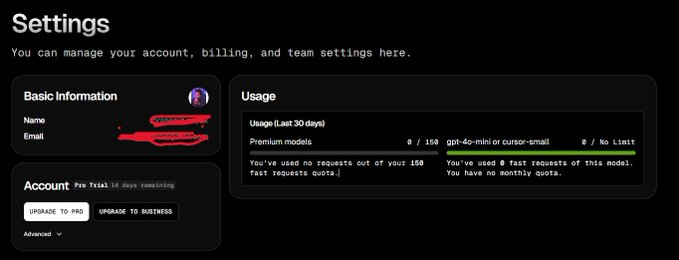 Settings
You can manage your account, billing, and team settings here.
Basic Information
Name
Email
Account Pro Trial 14 days remaining
UPGRADE TO PRO UPGRADE TO BUSINESS
Advanced
Usage
Usage (Last 30 days)
Premium models 0 / 150
You've used no requests out of your 150
fast requests quota.
gpt-4o-mini or cursor-small 0 / No Limit
You've used 0 fast requests of this model.
You have no monthly quota.